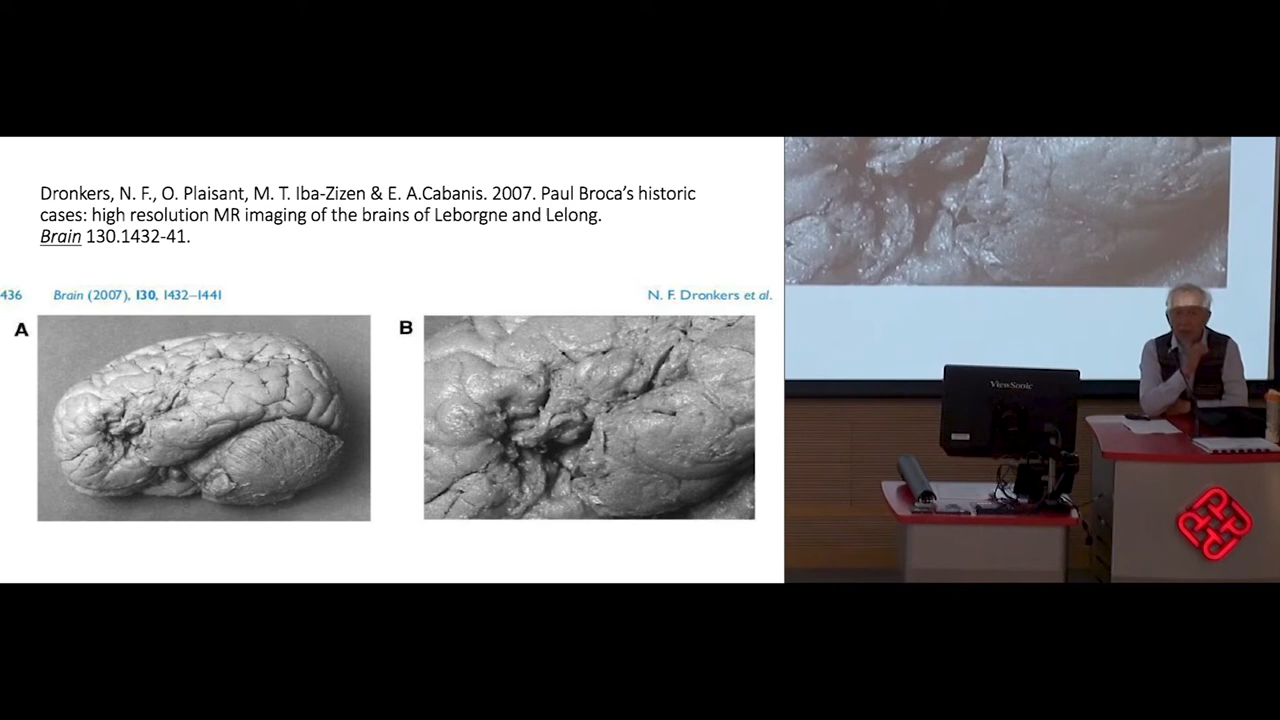 Dronkers, N. F., O. Plaisant, M. T. Iba-Zizen & E. A.Cabanis. 2007. Paul Broca’s historic
cases: high resolution MR imaging of the brains of Leborgne and Lelong.
Brain 130.1432-41.
436 Brain (2007), 130, 1432–1441 N. F. Dronkers et al.
A B
ViewSonic